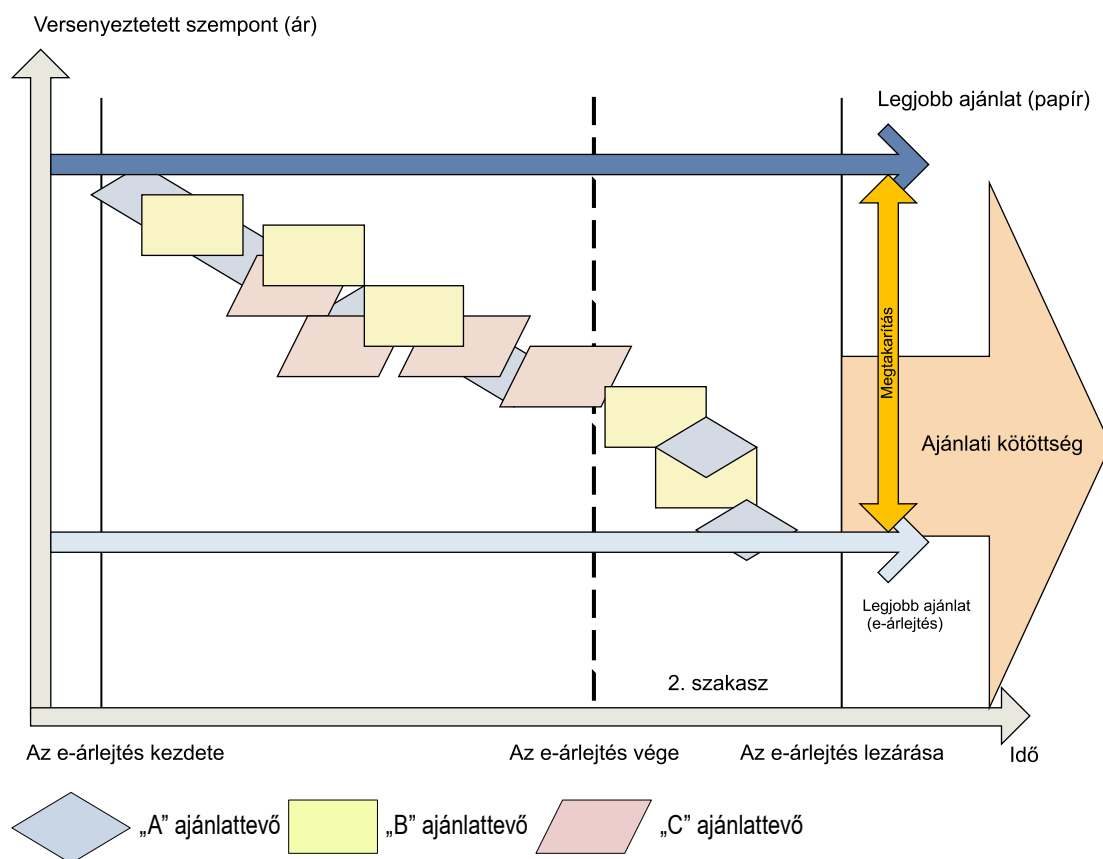 Versenyeztetett szempont (ár)
Legjobb ajánlat (papír)
Megtakarítás
Ajánlati kötöttség
Legjobb ajánlat
(e-árlejtés)
2. szakasz
Az e-árlejtés kezdete
Az e-árlejtés vége
Az e-árlejtés lezárása
Idő
„A” ajánlattevő
„B” ajánlattevő
„C” ajánlattevő